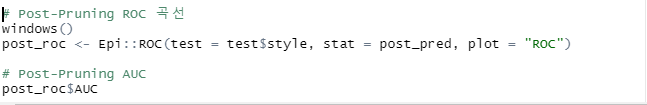 # Post-Pruning ROC 곡선
windows()
post_roc <- Epi::ROC(test = test$style, stat = post_pred, plot = "ROC")
# Post-Pruning AUC
post_roc$AUC